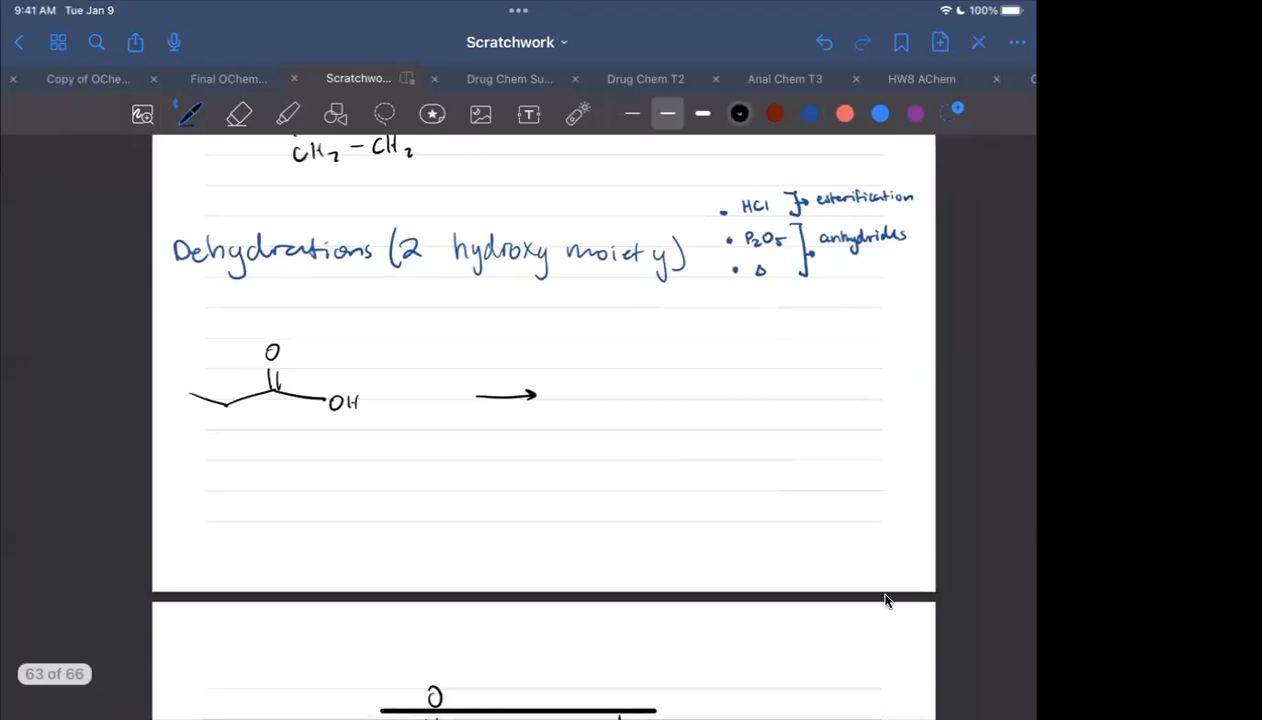 9:41 AM Tue Jan 9
100%
Scratchwork
Copy of OChe...
Final OChem...
Scratchwo...
Drug Chem Su...
Drug Chem T2
Anal Chem T3
HW8 AChem
CH₂ – CH₂
• HCl → esterification
Dehydrations (2 hydroxy moiety)
• P₂O₅ → anhydrides
• Δ
O
OH
63 of 66
O